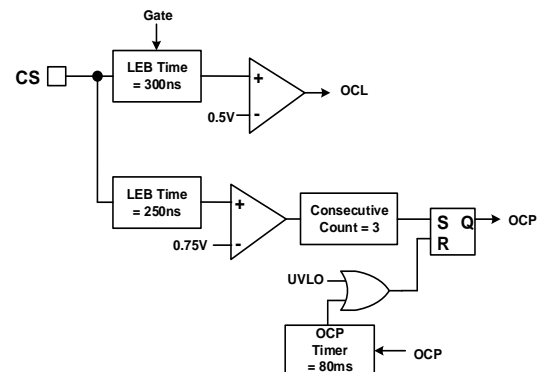 Gate
CS
LEB Time
= 300ns
+
-
0.5V
OCL
LEB Time
= 250ns
+
-
0.75V
Consecutive
Count = 3
S Q
R
OCP
UVLO
OCP
Timer
= 80ms
OCP